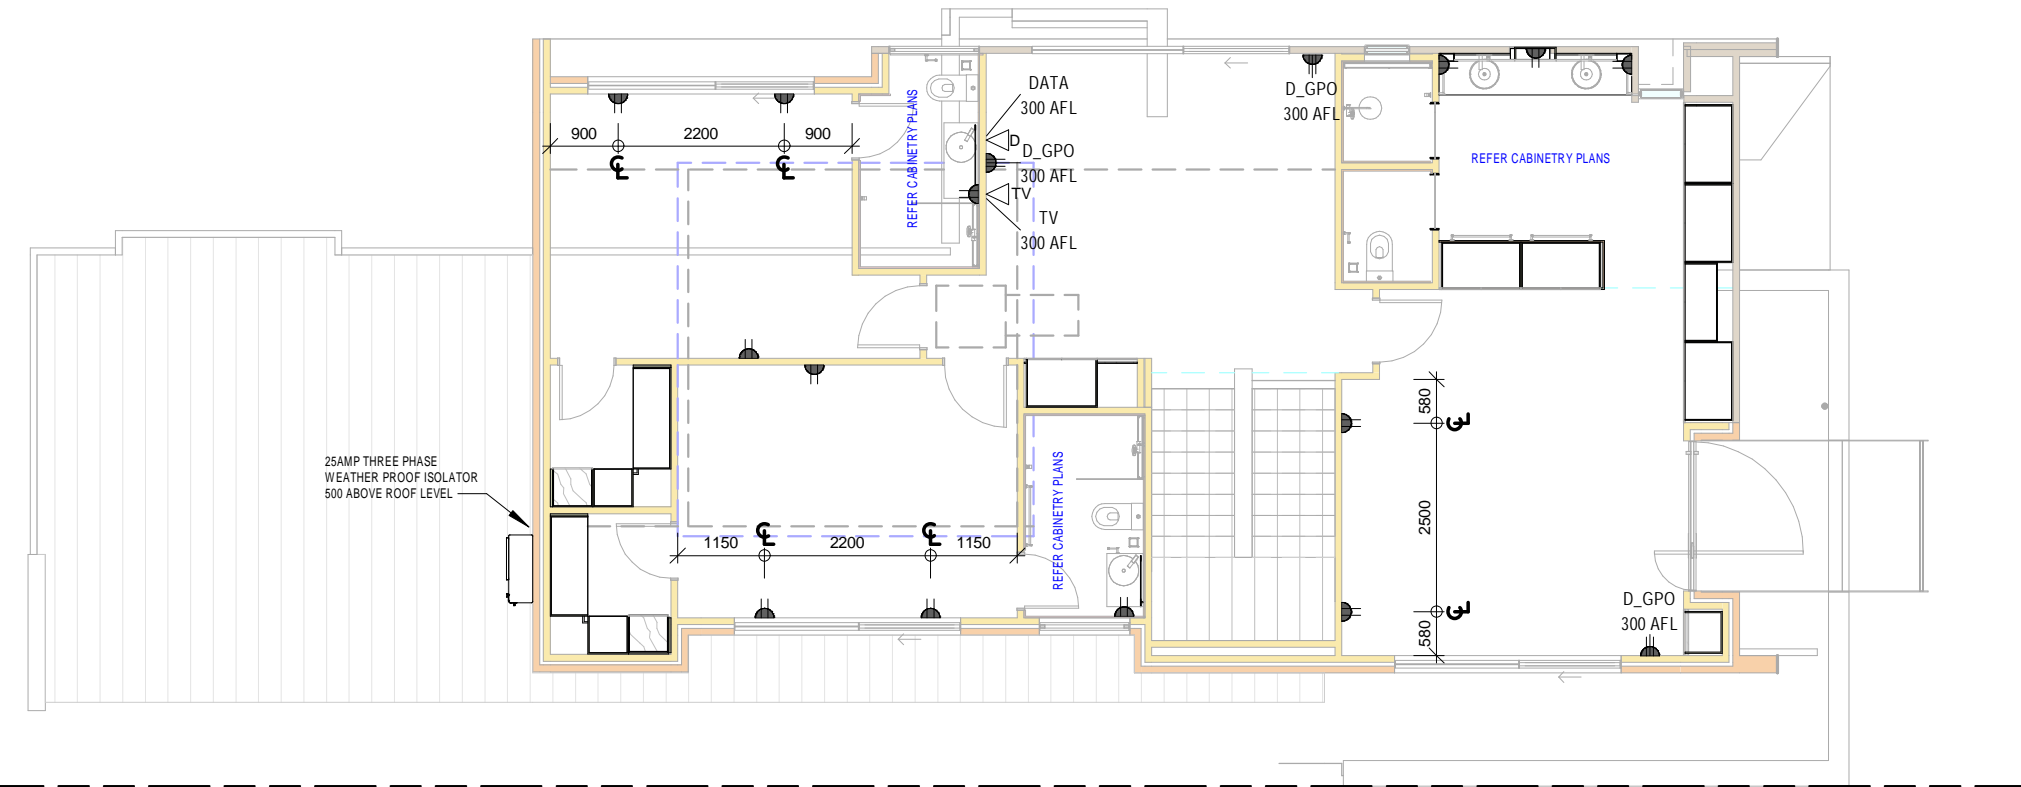 DATA
300 AFL
D
D_GPO
300 AFL
TV
TV
300 AFL
D_GPO
300 AFL
REFER CABINETRY PLANS
REFER CABINETRY PLANS
900
2200
900
℄
℄
25AMP THREE PHASE
WEATHER PROOF ISOLATOR
500 ABOVE ROOF LEVEL
1150
2200
1150
℄
℄
REFER CABINETRY PLANS
580
2500
580
℄
℄
D_GPO
300 AFL